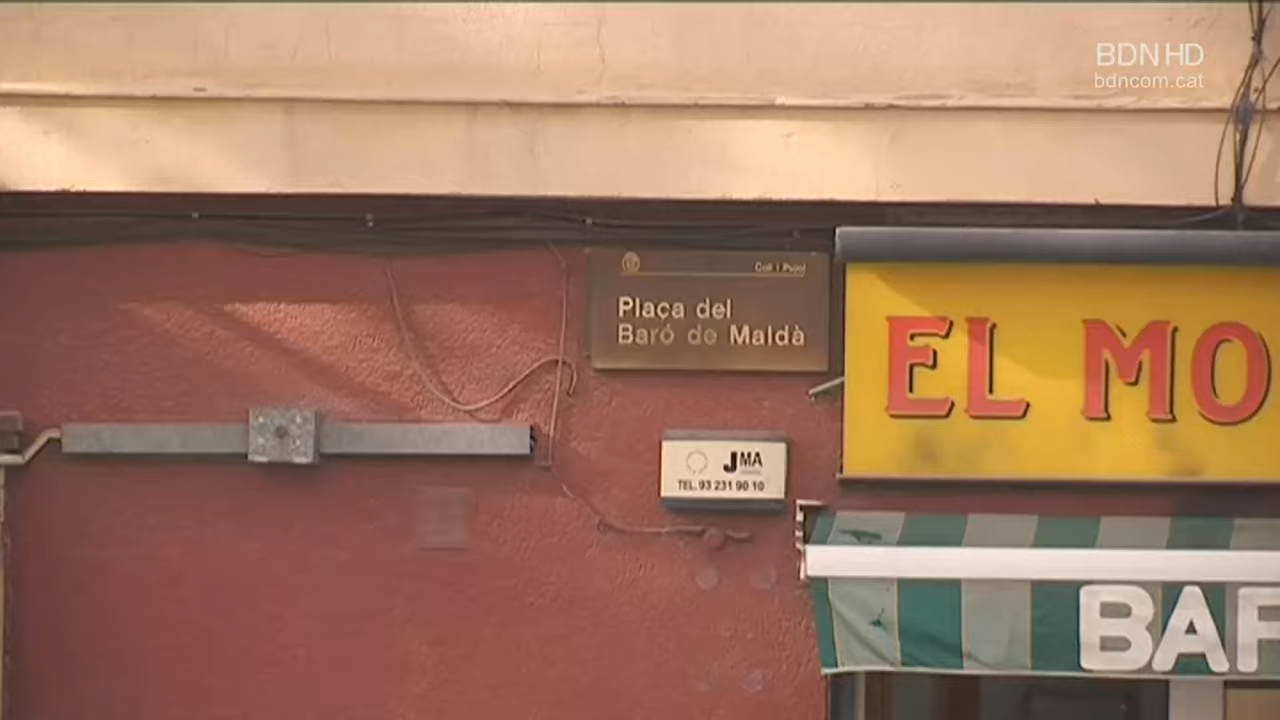 BDN HD
bdncom.cat
Coll i Pujol
Plaça del
Baró de Maldà
EL MO
JMA
TEL. 93 231 90 10
BAR